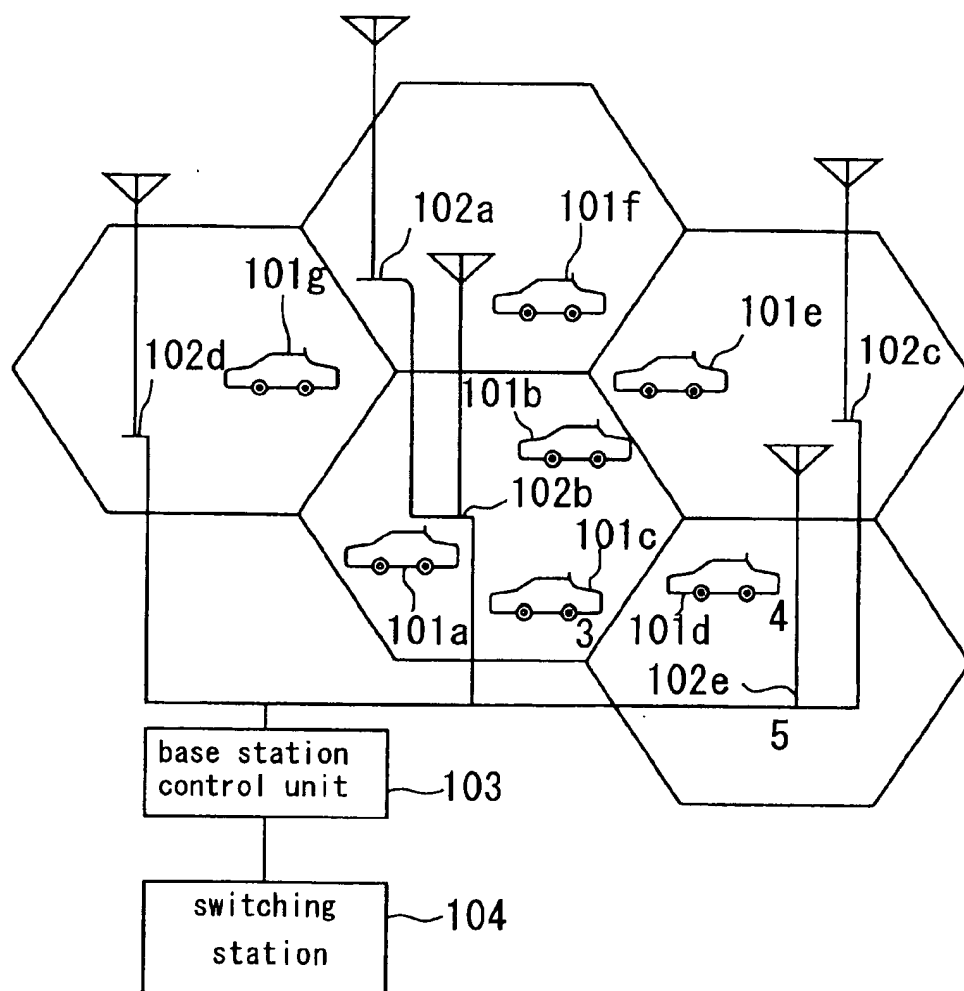 102a
101f
101g
101e
102d
102c
101b
102b
101c
101a
3
101d
4
102e
5
base station
control unit
103
switching
station
104